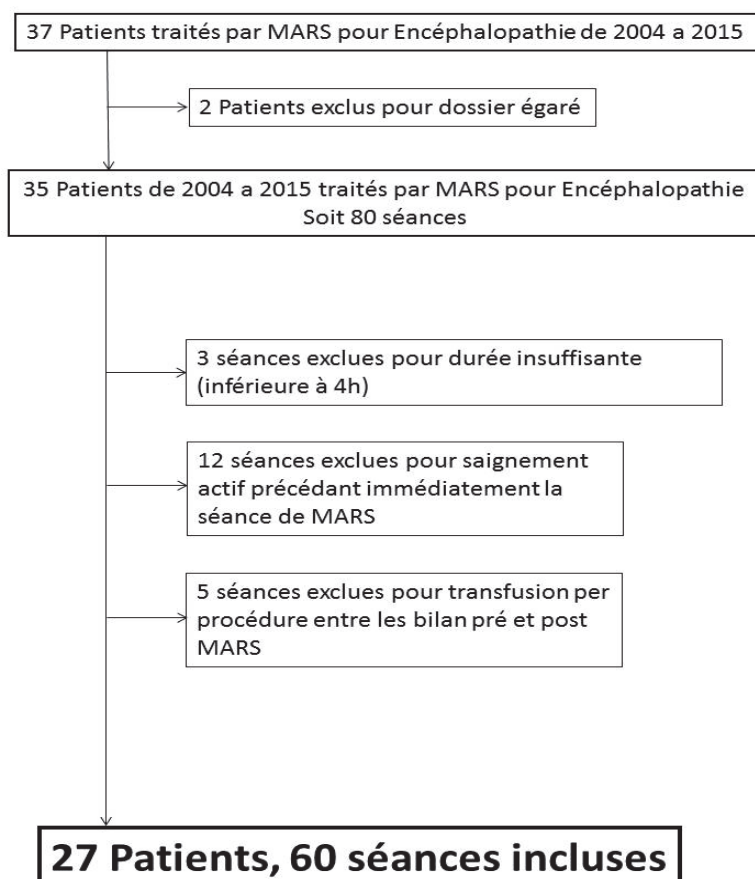 37 Patients traités par MARS pour Encéphalopathie de 2004 a 2015
2 Patients exclus pour dossier égaré
35 Patients de 2004 a 2015 traités par MARS pour Encéphalopathie
Soit 80 séances
3 séances exclues pour durée insuffisante
(inférieure à 4h)
12 séances exclues pour saignement
actif précédant immédiatement la
séance de MARS
5 séances exclues pour transfusion per
procédure entre les bilan pré et post
MARS
27 Patients, 60 séances incluses